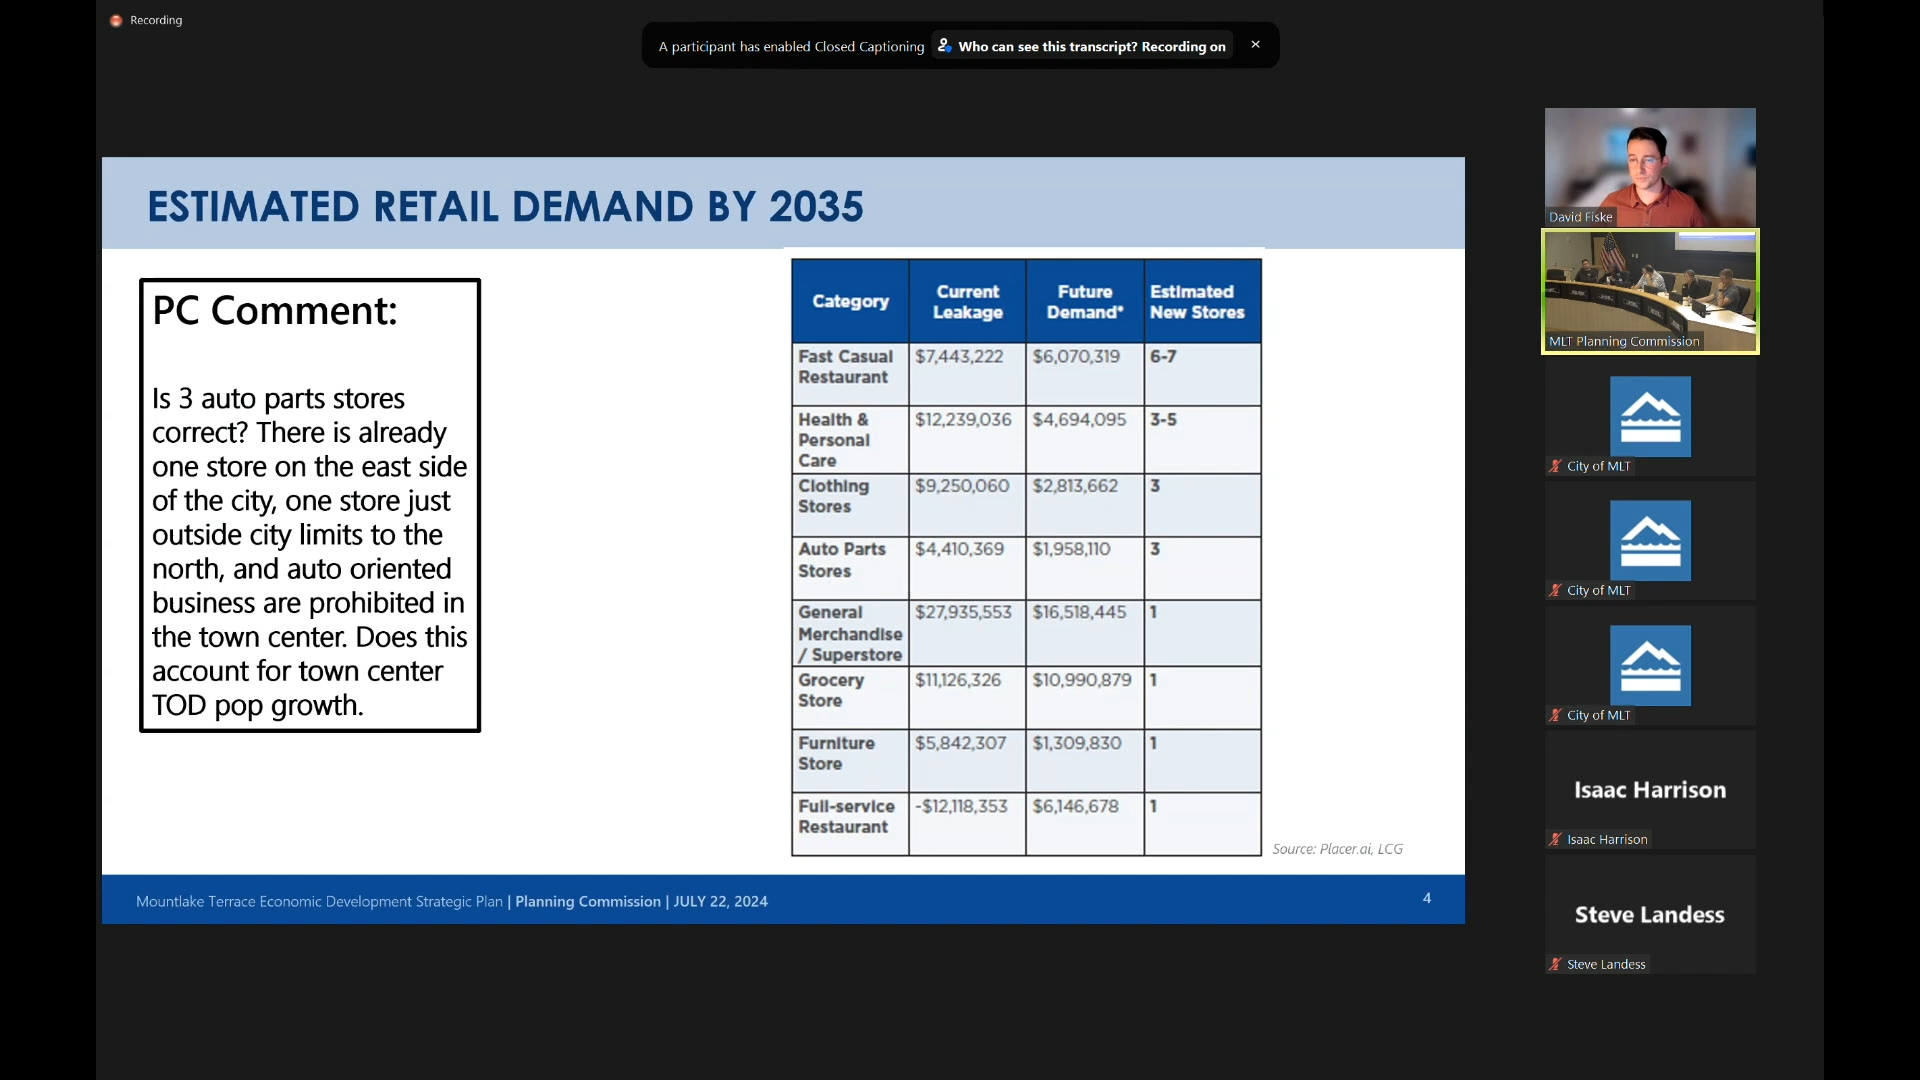 Recording
A participant has enabled Closed Captioning Who can see this transcript? Recording on
ESTIMATED RETAIL DEMAND BY 2035
PC Comment:
Is 3 auto parts stores
correct? There is already
one store on the east side
of the city, one store just
outside city limits to the
north, and auto oriented
business are prohibited in
the town center. Does this
account for town center
TOD pop growth.
Category Current Leakage Future Demand* Estimated New Stores
Fast Casual Restaurant $7,443,222 $6,070,319 6-7
Health & Personal Care $12,239,036 $4,694,095 3-5
Clothing Stores $9,250,060 $2,813,662 3
Auto Parts Stores $4,410,369 $1,958,110 3
General Merchandise / Superstore $27,935,553 $16,518,445 1
Grocery Store $11,126,326 $10,990,879 1
Furniture Store $5,842,307 $1,309,830 1
Full-service Restaurant -$12,118,353 $6,146,678 1
Source: Placer.ai, LCG
Mountlake Terrace Economic Development Strategic Plan | Planning Commission | JULY 22, 2024
4
David Fiske
MLT Planning Commission
City of MLT
City of MLT
City of MLT
Isaac Harrison
Isaac Harrison
Steve Landess
Steve Landess